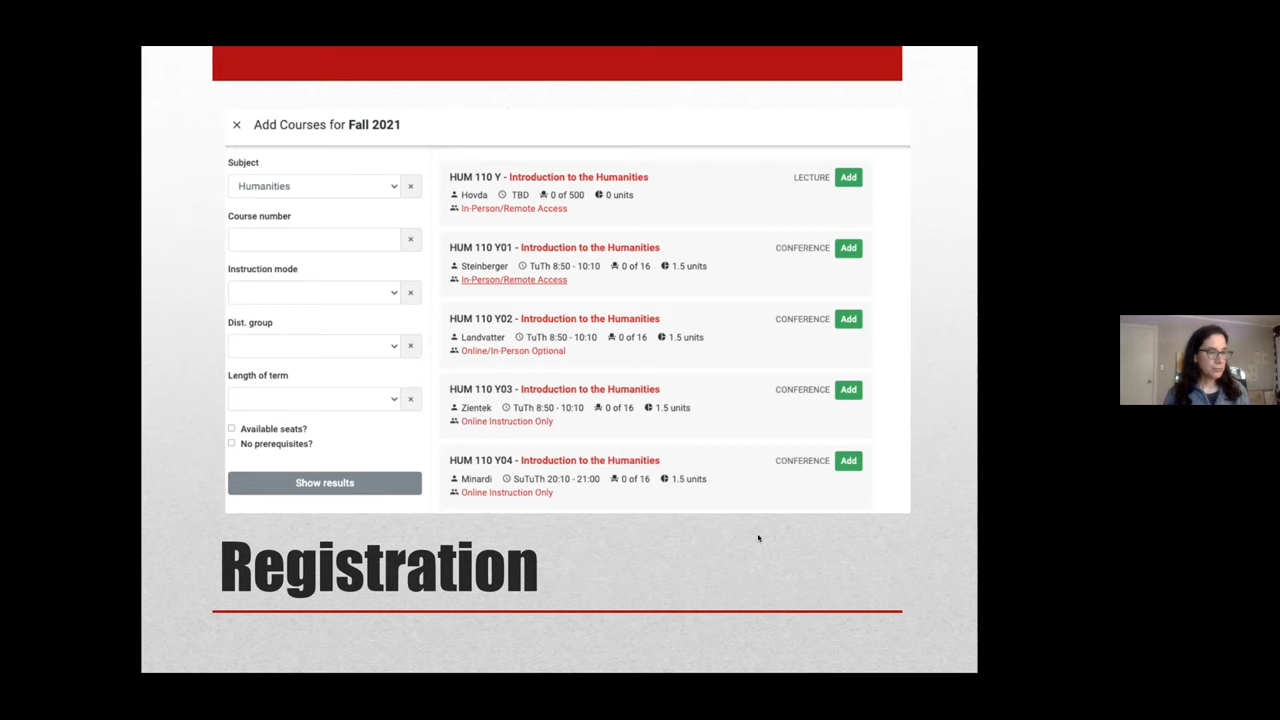 × Add Courses for Fall 2021
Subject
Humanities ×
Course number
×
Instruction mode
×
Dist. group
×
Length of term
×
Available seats?
No prerequisites?
Show results
HUM 110 Y - Introduction to the Humanities LECTURE Add
Hovda TBD 0 of 500 0 units
In-Person/Remote Access
HUM 110 Y01 - Introduction to the Humanities CONFERENCE Add
Steinberger TuTh 8:50 - 10:10 0 of 16 1.5 units
In-Person/Remote Access
HUM 110 Y02 - Introduction to the Humanities CONFERENCE Add
Landvatter TuTh 8:50 - 10:10 0 of 16 1.5 units
Online/In-Person Optional
HUM 110 Y03 - Introduction to the Humanities CONFERENCE Add
Zientek TuTh 8:50 - 10:10 0 of 16 1.5 units
Online Instruction Only
HUM 110 Y04 - Introduction to the Humanities CONFERENCE Add
Minardi SuTuTh 20:10 - 21:00 0 of 16 1.5 units
Online Instruction Only
Registration